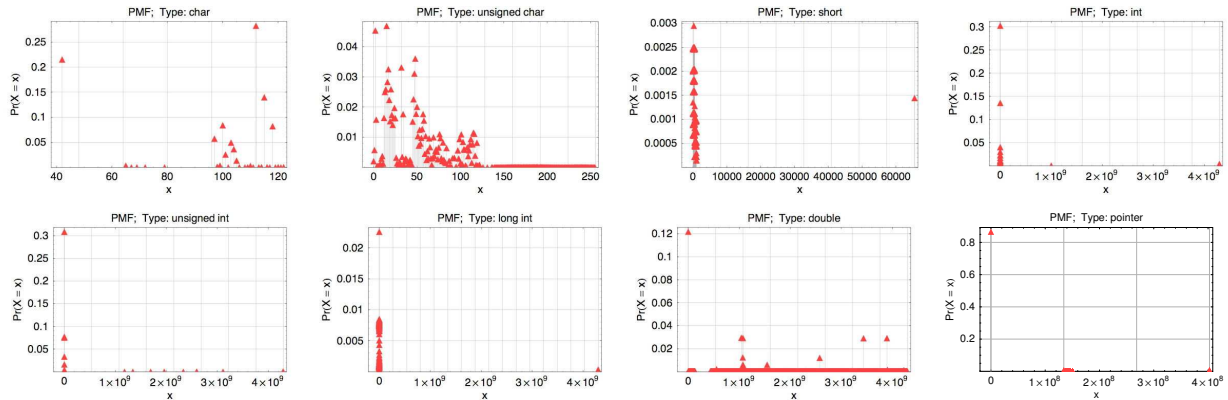 PMF; Type: char
Pr(X = x)
0.25
0.20
0.15
0.10
0.05
40 60 80 100 120
x
PMF; Type: unsigned char
Pr(X = x)
0.04
0.03
0.02
0.01
0 50 100 150 200 250
x
PMF; Type: short
Pr(X = x)
0.003
0.0025
0.002
0.0015
0.001
0.0005
0 10000 20000 30000 40000 50000 60000
x
PMF; Type: int
Pr(X = x)
0.3
0.25
0.2
0.15
0.1
0.05
0 1×10⁹ 2×10⁹ 3×10⁹ 4×10⁹
x
PMF; Type: unsigned int
Pr(X = x)
0.3
0.25
0.2
0.15
0.1
0.05
0 1×10⁹ 2×10⁹ 3×10⁹ 4×10⁹
x
PMF; Type: long int
Pr(X = x)
0.02
0.015
0.01
0.005
0 1×10⁹ 2×10⁹ 3×10⁹ 4×10⁹
x
PMF; Type: double
Pr(X = x)
0.12
0.1
0.08
0.06
0.04
0.02
0 1×10⁹ 2×10⁹ 3×10⁹ 4×10⁹
x
PMF; Type: pointer
Pr(X = x)
0.8
0.6
0.4
0.2
0 1×10⁸ 2×10⁸ 3×10⁸ 4×10⁸
x